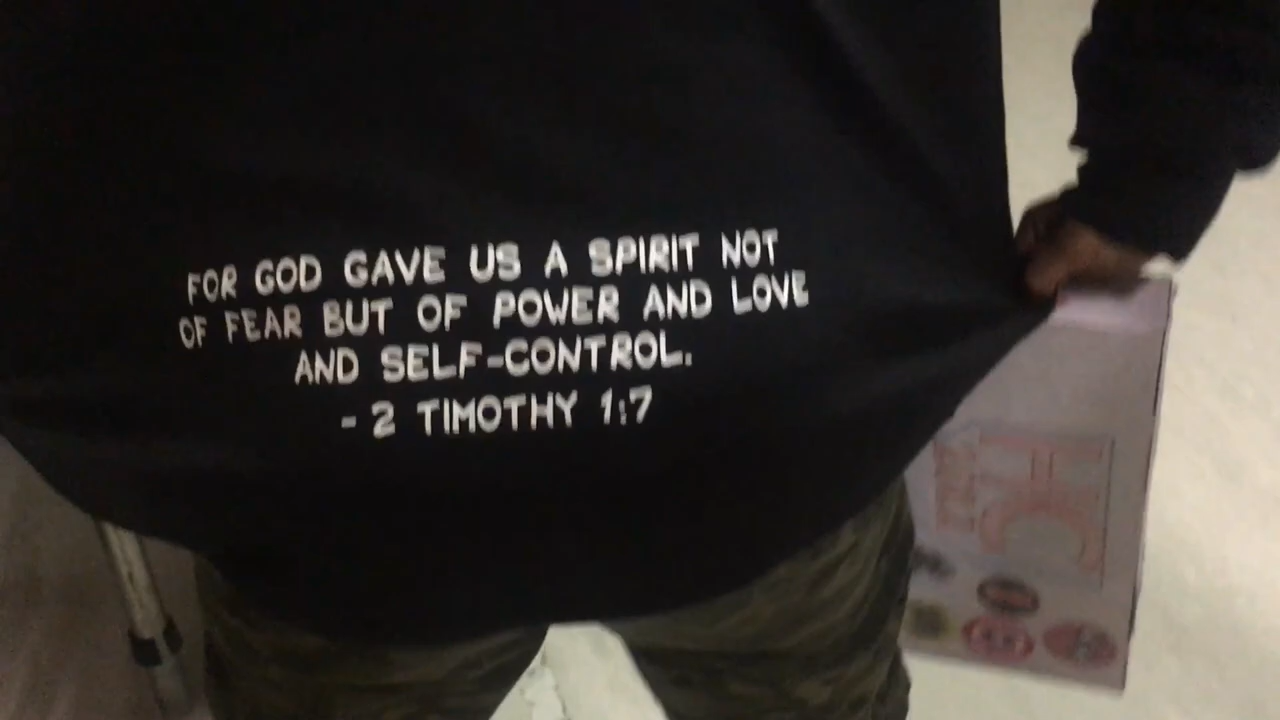 FOR GOD GAVE US A SPIRIT NOT
OF FEAR BUT OF POWER AND LOVE
AND SELF-CONTROL.
- 2 TIMOTHY 1:7